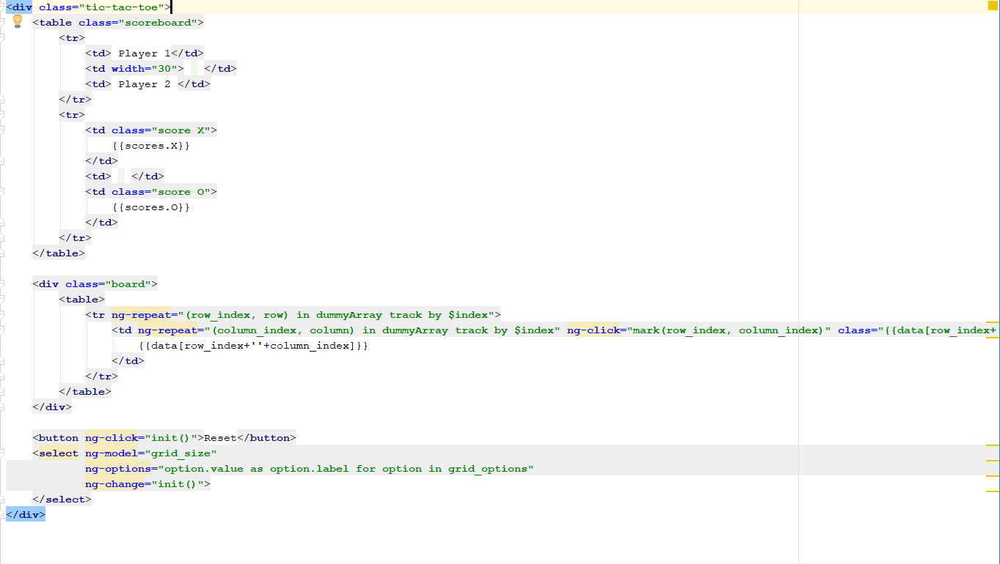 <div class="tic-tac-toe">
<table class="scoreboard">
<tr>
<td> Player 1</td>
<td width="30"> </td>
<td> Player 2 </td>
</tr>
<tr>
<td class="score X">
{{scores.X}}
</td>
<td> </td>
<td class="score O">
{{scores.O}}
</td>
</tr>
</table>
<div class="board">
<table>
<tr ng-repeat="(row_index, row) in dummyArray track by $index">
<td ng-repeat="(column_index, column) in dummyArray track by $index" ng-click="mark(row_index, column_index)" class="{{data[row_index+'
{{data[row_index+''+column_index]}}
</td>
</tr>
</table>
</div>
<button ng-click="init()">Reset</button>
<select ng-model="grid_size"
ng-options="option.value as option.label for option in grid_options"
ng-change="init()">
</select>
</div>